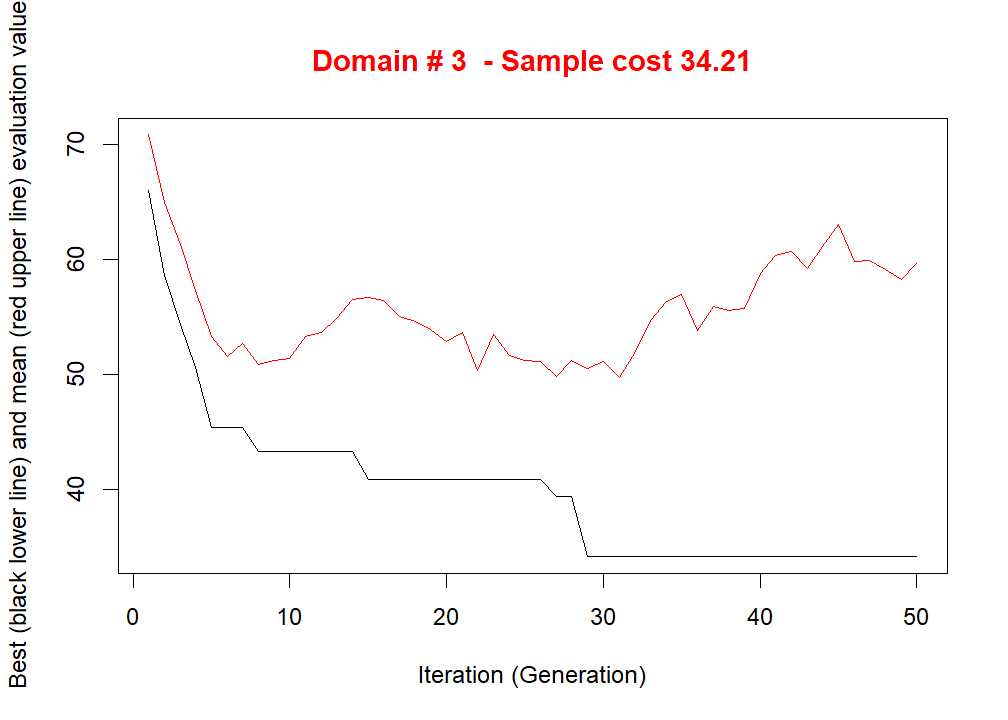 Domain # 3  - Sample cost 34.21
Best (black lower line) and mean (red upper line) evaluation value
70
60
50
40
0 10 20 30 40 50
Iteration (Generation)